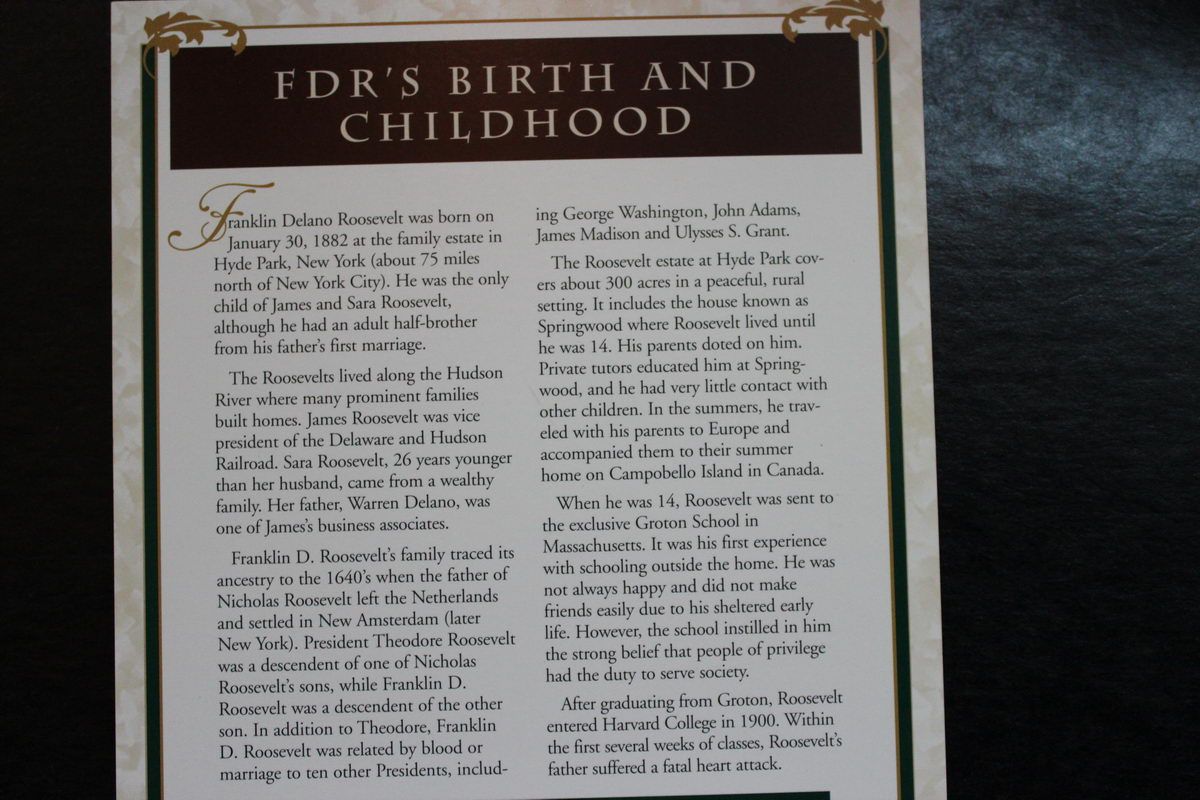 FDR'S BIRTH AND
CHILDHOOD
Franklin Delano Roosevelt was born on
January 30, 1882 at the family estate in
Hyde Park, New York (about 75 miles
north of New York City). He was the only
child of James and Sara Roosevelt,
although he had an adult half-brother
from his father's first marriage.
The Roosevelts lived along the Hudson
River where many prominent families
built homes. James Roosevelt was vice
president of the Delaware and Hudson
Railroad. Sara Roosevelt, 26 years younger
than her husband, came from a wealthy
family. Her father, Warren Delano, was
one of James's business associates.
Franklin D. Roosevelt's family traced its
ancestry to the 1640's when the father of
Nicholas Roosevelt left the Netherlands
and settled in New Amsterdam (later
New York). President Theodore Roosevelt
was a descendent of one of Nicholas
Roosevelt's sons, while Franklin D.
Roosevelt was a descendent of the other
son. In addition to Theodore, Franklin
D. Roosevelt was related by blood or
marriage to ten other Presidents, includ-
ing George Washington, John Adams,
James Madison and Ulysses S. Grant.
The Roosevelt estate at Hyde Park cov-
ers about 300 acres in a peaceful, rural
setting. It includes the house known as
Springwood where Roosevelt lived until
he was 14. His parents doted on him.
Private tutors educated him at Spring-
wood, and he had very little contact with
other children. In the summers, he trav-
eled with his parents to Europe and
accompanied them to their summer
home on Campobello Island in Canada.
When he was 14, Roosevelt was sent to
the exclusive Groton School in
Massachusetts. It was his first experience
with schooling outside the home. He was
not always happy and did not make
friends easily due to his sheltered early
life. However, the school instilled in him
the strong belief that people of privilege
had the duty to serve society.
After graduating from Groton, Roosevelt
entered Harvard College in 1900. Within
the first several weeks of classes, Roosevelt's
father suffered a fatal heart attack.